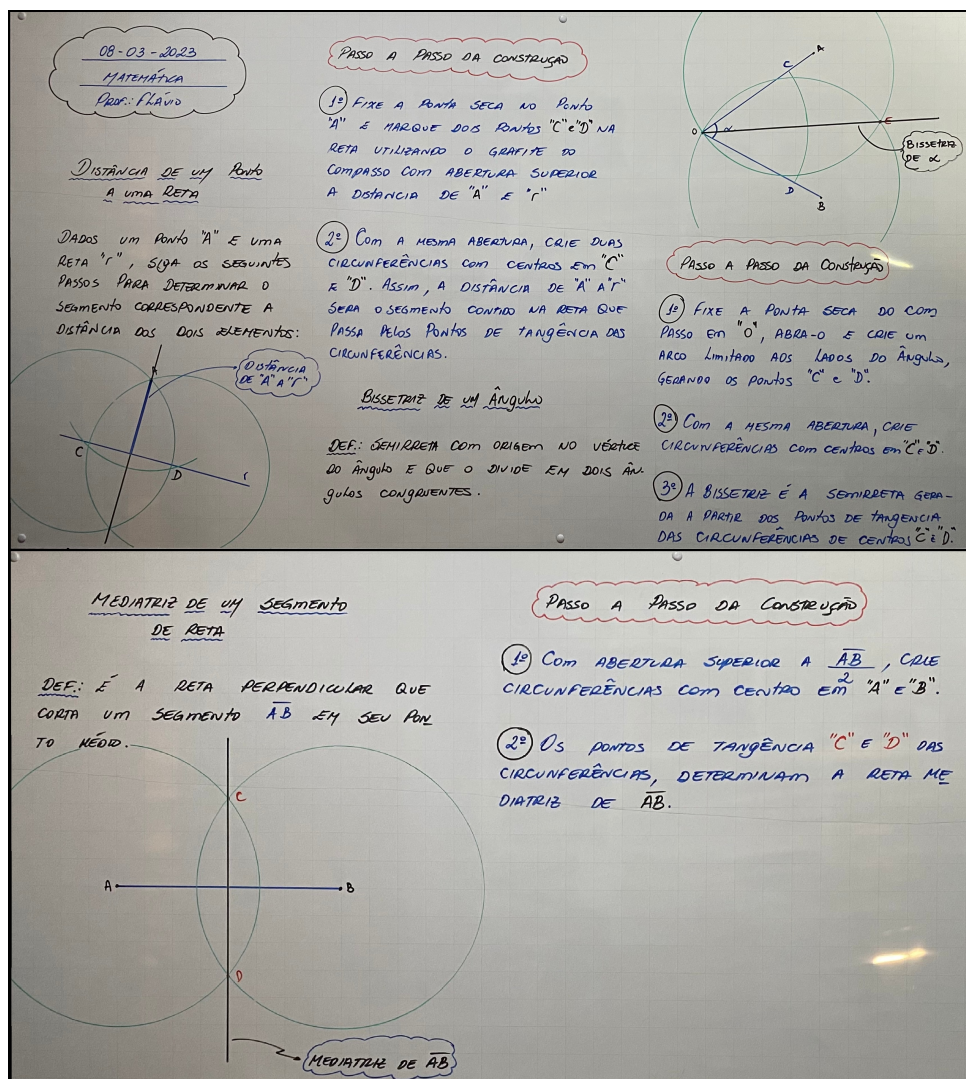 08-03-2023
MATEMÁTICA
PROF.: FLÁVIO
DISTÂNCIA DE UM PONTO
A UMA RETA
DADOS UM PONTO "A" E UMA
RETA "r", SIGA OS SEGUINTES
PASSOS PARA DETERMINAR O
SEGMENTO CORRESPONDENTE A
DISTÂNCIA DOS DOIS ELEMENTOS:
A
DISTÂNCIA
DE "A" A "r"
C
D
r
PASSO A PASSO DA CONSTRUÇÃO
1º FIXE A PONTA SECA NO PONTO
"A" E MARQUE DOIS PONTOS "C" e "D" NA
RETA UTILIZANDO O GRAFITE DO
COMPASSO COM ABERTURA SUPERIOR
A DISTANCIA DE "A" E "r"
2º COM A MESMA ABERTURA, CRIE DUAS
CIRCUNFERÊNCIAS COM CENTROS EM "C"
E "D". ASSIM, A DISTÂNCIA DE "A" A "r"
SERA O SEGMENTO CONTIDO NA RETA QUE
PASSA PELOS PONTOS DE TANGÊNCIA DAS
CIRCUNFERÊNCIAS.
BISSETRIZ DE UM ÂNGULO
DEF.: SEMIRRETA COM ORIGEM NO VÉRTICE
DO ÂNGULO E QUE O DIVIDE EM DOIS ÂN-
GULOS CONGRUENTES.
A
C
O
α
E
BISSETRIZ
DE α
D
B
PASSO A PASSO DA CONSTRUÇÃO
1º FIXE A PONTA SECA DO COM
PASSO EM "O", ABRA-O E CRIE UM
ARCO LIMITADO AOS LADOS DO ÂNGULO,
GERANDO OS PONTOS "C" E "D".
2º COM A MESMA ABERTURA, CRIE
CIRCUNFERÊNCIAS COM CENTROS EM "C" E "D".
3º A BISSETRIZ É A SEMIRRETA GERA-
DA A PARTIR DOS PONTOS DE TANGENCIA
DAS CIRCUNFERÊNCIAS DE CENTROS "C" E "D".
MEDIATRIZ DE UM SEGMENTO
DE RETA
DEF.: É A RETA PERPENDICULAR QUE
CORTA UM SEGMENTO AB EM SEU PON
TO MÉDIO.
C
A
B
D
MEDIATRIZ DE AB
PASSO A PASSO DA CONSTRUÇÃO
1º COM ABERTURA SUPERIOR A AB/2, CRIE
CIRCUNFERÊNCIAS COM CENTRO EM "A" E "B".
2º OS PONTOS DE TANGÊNCIA "C" E "D" DAS
CIRCUNFERÊNCIAS, DETERMINAM A RETA ME
DIATRIZ DE AB.